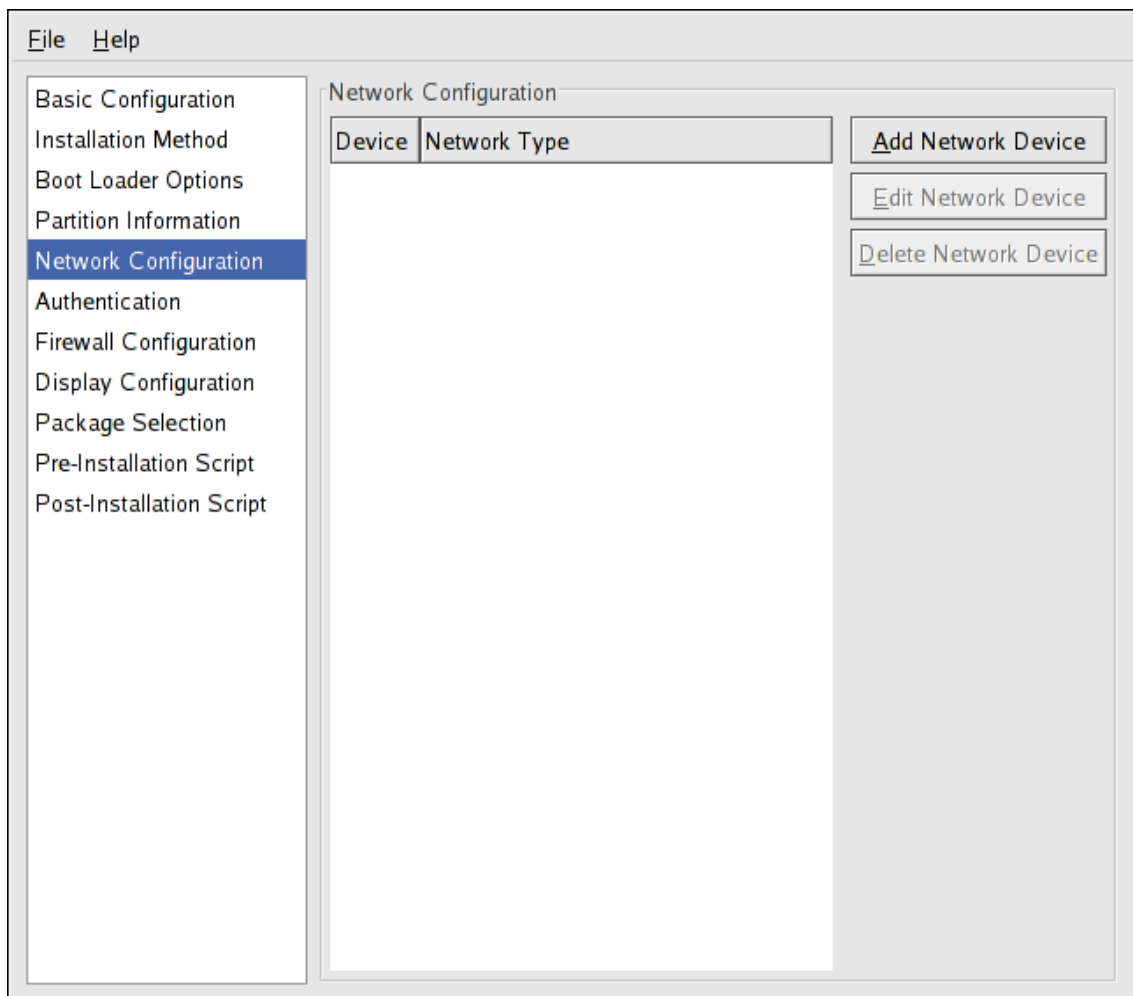 File Help
Basic Configuration
Installation Method
Boot Loader Options
Partition Information
Network Configuration
Authentication
Firewall Configuration
Display Configuration
Package Selection
Pre-Installation Script
Post-Installation Script
Network Configuration
Device Network Type
Add Network Device
Edit Network Device
Delete Network Device